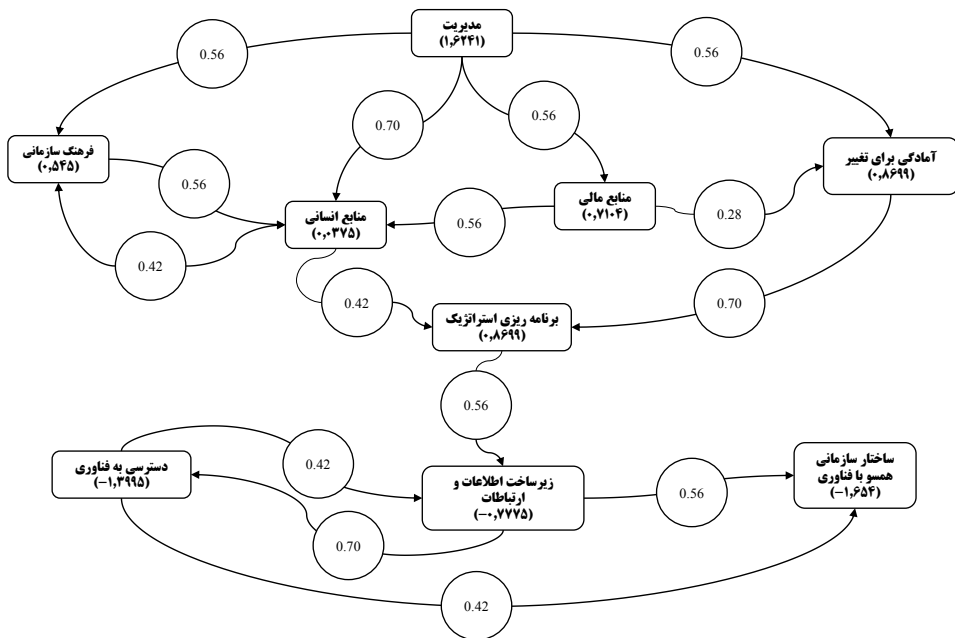 مدیریت
(۱,۶۲۴۱)
0.56
0.56
0.70
0.56
فرهنگ سازمانی
(۰,۵۴۵)
آمادگی برای تغییر
(۰,۸۶۹۹)
0.56
منابع مالی
(۰,۷۱۰۴)
0.28
منابع انسانی
(۰,۰۳۷۵)
0.56
0.42
0.42
0.70
برنامه ریزی استراتژیک
(۰,۸۶۹۹)
0.56
دسترسی به فناوری
(-۱,۳۹۹۵)
0.42
زیرساخت اطلاعات و
ارتباطات
(-۰,۷۷۷۵)
0.56
ساختار سازمانی
همسو با فناوری
(-۱,۶۵۴)
0.70
0.42